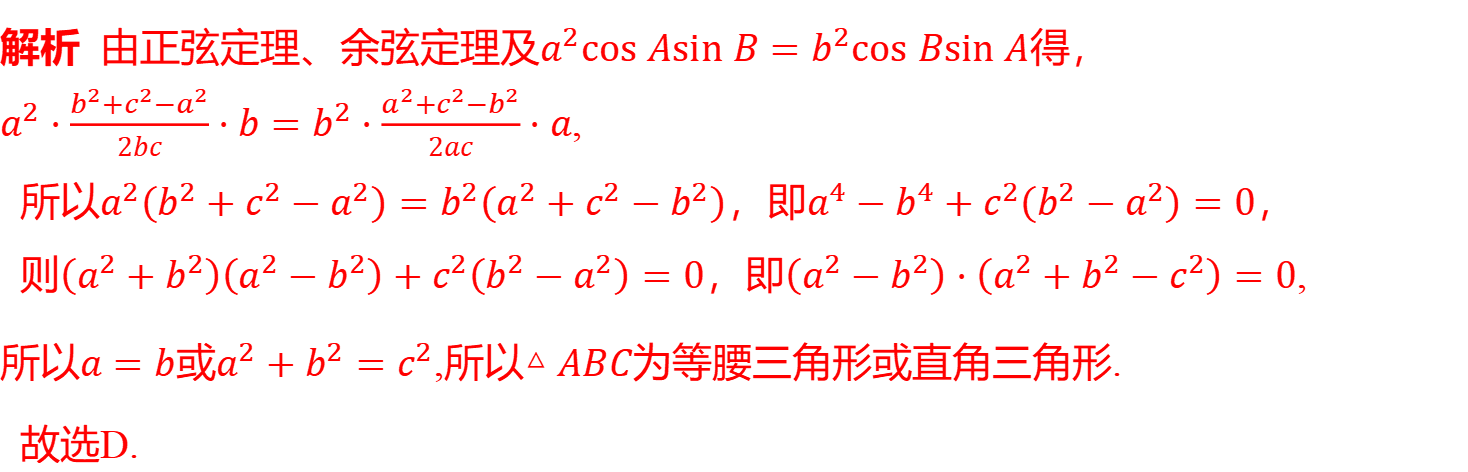 解析 由正弦定理、余弦定理及a²cos Asin B = b²cos Bsin A得，
a² · \frac{b²+c²−a²}{2bc} · b = b² · \frac{a²+c²−b²}{2ac} · a,
所以a²(b² + c² − a²) = b²(a² + c² − b²)，即a⁴ − b⁴ + c²(b² − a²) = 0，
则(a² + b²)(a² − b²) + c²(b² − a²) = 0，即(a² − b²) · (a² + b² − c²) = 0,
所以a = b或a² + b² = c²,所以△ ABC为等腰三角形或直角三角形.
故选D.